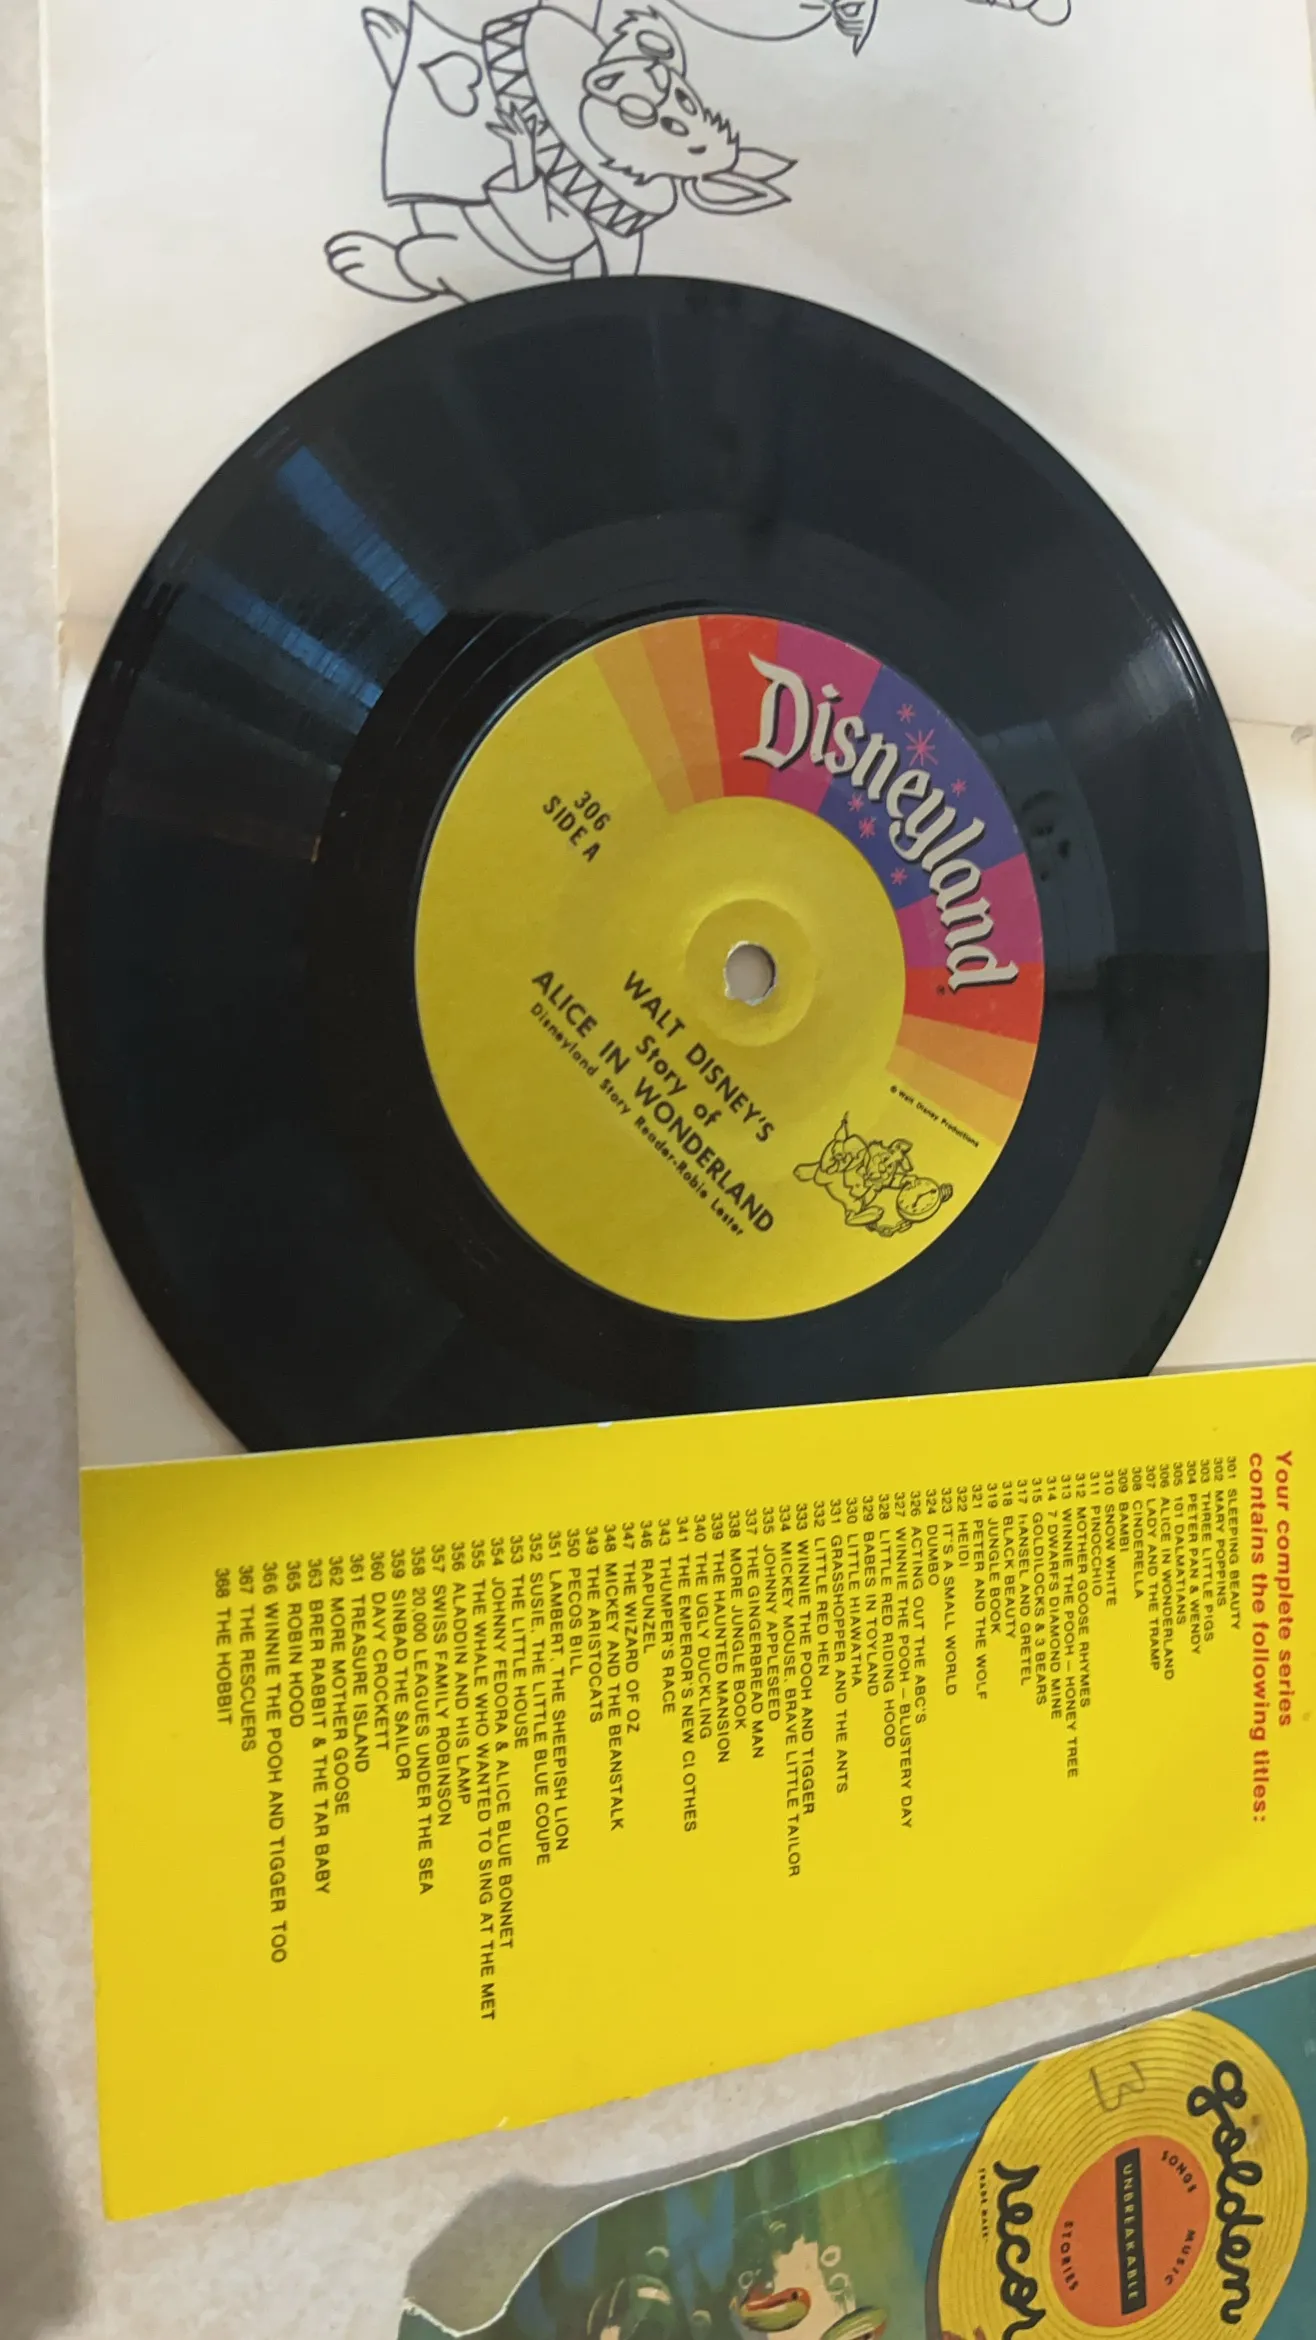 Disneyland®
306
SIDE A
© Walt Disney Productions
WALT DISNEY'S
Story of
ALICE IN WONDERLAND
Disneyland Story Reader-Robie Lester
Your complete series
contains the following titles:
301 SLEEPING BEAUTY
302 MARY POPPINS
303 THREE LITTLE PIGS
304 PETER PAN & WENDY
305 101 DALMATIANS
306 ALICE IN WONDERLAND
307 LADY AND THE TRAMP
308 CINDERELLA
309 BAMBI
310 SNOW WHITE
311 PINOCCHIO
312 MOTHER GOOSE RHYMES
313 WINNIE THE POOH – HONEY TREE
314 7 DWARFS DIAMOND MINE
315 GOLDILOCKS & 3 BEARS
317 HANSEL AND GRETEL
318 BLACK BEAUTY
319 JUNGLE BOOK
321 PETER AND THE WOLF
322 HEIDI
323 IT'S A SMALL WORLD
324 DUMBO
326 ACTING OUT THE ABC'S
327 WINNIE THE POOH – BLUSTERY DAY
328 LITTLE RED RIDING HOOD
329 BABES IN TOYLAND
330 LITTLE HIAWATHA
331 GRASSHOPPER AND THE ANTS
332 LITTLE RED HEN
333 WINNIE THE POOH AND TIGGER
334 MICKEY MOUSE, BRAVE LITTLE TAILOR
335 JOHNNY APPLESEED
337 THE GINGERBREAD MAN
338 MORE JUNGLE BOOK
339 THE HAUNTED MANSION
340 THE UGLY DUCKLING
341 THE EMPEROR'S NEW CLOTHES
343 THUMPER'S RACE
346 RAPUNZEL
347 THE WIZARD OF OZ
348 MICKEY AND THE BEANSTALK
349 THE ARISTOCATS
350 PECOS BILL
351 LAMBERT, THE SHEEPISH LION
352 SUSIE, THE LITTLE BLUE COUPE
353 THE LITTLE HOUSE
354 JOHNNY FEDORA & ALICE BLUE BONNET
355 THE WHALE WHO WANTED TO SING AT THE MET
356 ALADDIN AND HIS LAMP
357 SWISS FAMILY ROBINSON
358 20,000 LEAGUES UNDER THE SEA
359 SINBAD THE SAILOR
360 DAVY CROCKETT
361 TREASURE ISLAND
362 MORE MOTHER GOOSE
363 BRER RABBIT & THE TAR BABY
365 ROBIN HOOD
366 WINNIE THE POOH AND TIGGER TOO
367 THE RESCUERS
368 THE HOBBIT
3
golden
SONGS MUSIC
UNBREAKABLE
STORIES
TRADE MARK